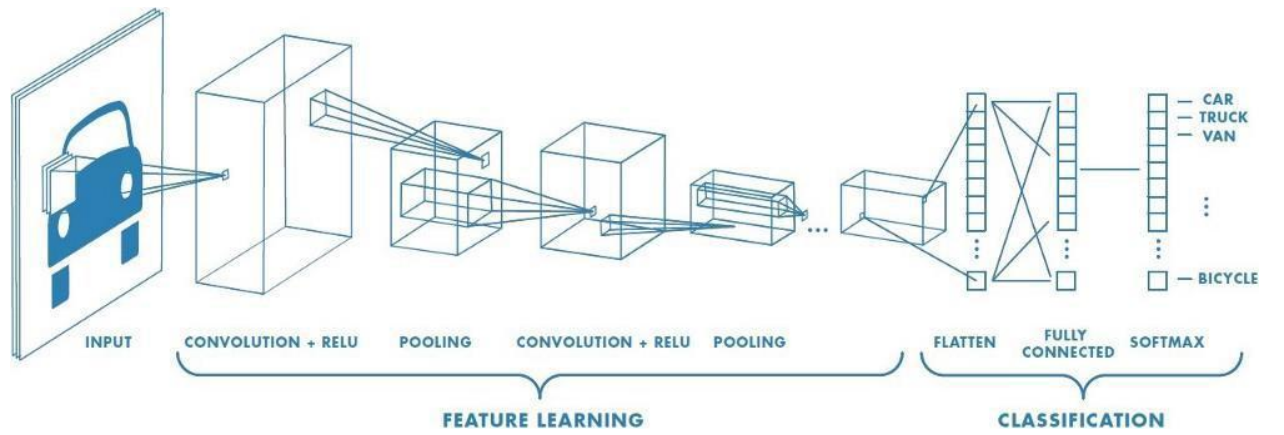 CAR
TRUCK
VAN
...
BICYCLE
INPUT
CONVOLUTION + RELU
POOLING
CONVOLUTION + RELU
POOLING
FLATTEN
FULLY
CONNECTED
SOFTMAX
FEATURE LEARNING
CLASSIFICATION